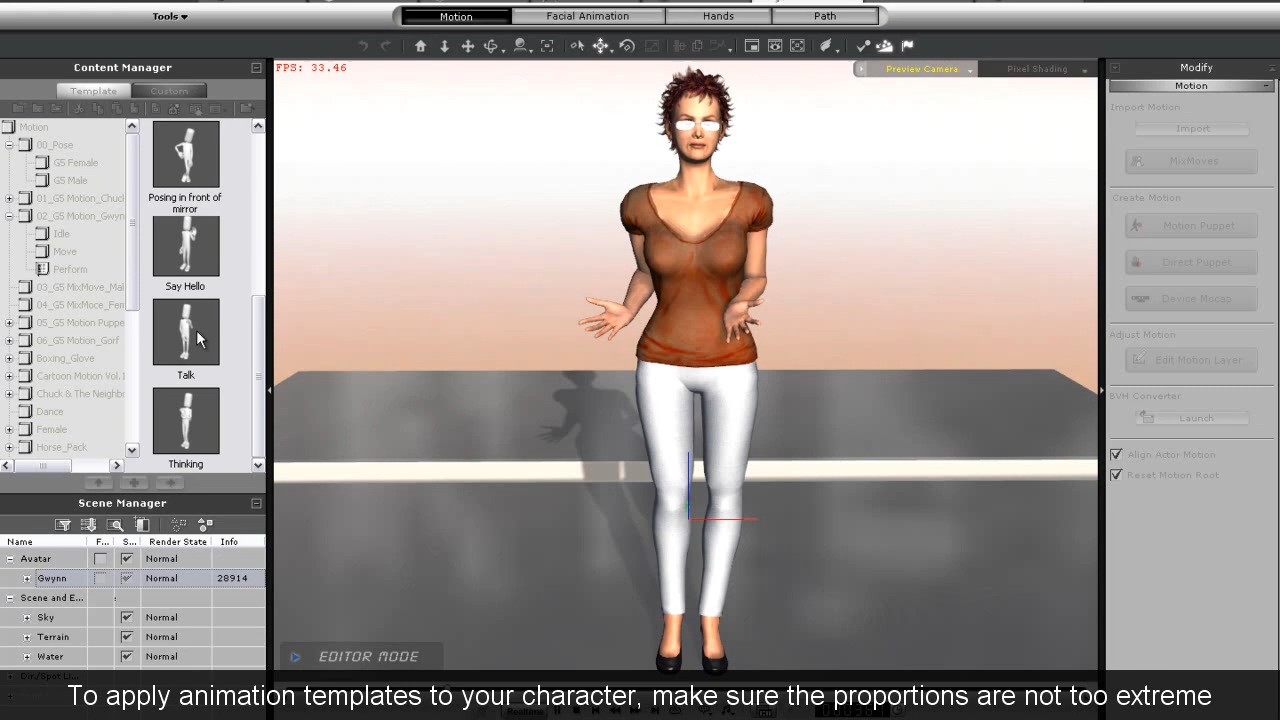 Tools
Motion
Facial Animation
Hands
Path
Content Manager
Template
Custom
Motion
00_Pose
G5 Female
G5 Male
01_G5 Motion_Chuck
02_G5 Motion_Gwyn
Idle
Move
Perform
03_G5 MixMove_Mal
04_G5 MixMoce_Fen
05_G5 Motion Puppe
06_G5 Motion_Gorf
Boxing_Glove
Cartoon Motion Vol. I
Chuck & The Neighbo
Dance
Female
Horse_Pack
Posing in front of
mirror
Say Hello
Talk
Thinking
Scene Manager
Name F... S... Render State Info
Avatar Normal
Gwynn Normal 28914
Scene and E...
Sky Normal
Terrain Normal
Water Normal
Dir/Spot Li...
FPS: 33.46
Preview Camera
Pixel Shading
EDITOR MODE
Modify
Motion
Import Motion
Import
MixMoves
Create Motion
Motion Puppet
Direct Puppet
Device Mocap
Adjust Motion
Edit Motion Layer
BVH Converter
Launch
Align Actor Motion
Reset Motion Root
To apply animation templates to your character, make sure the proportions are not too extreme